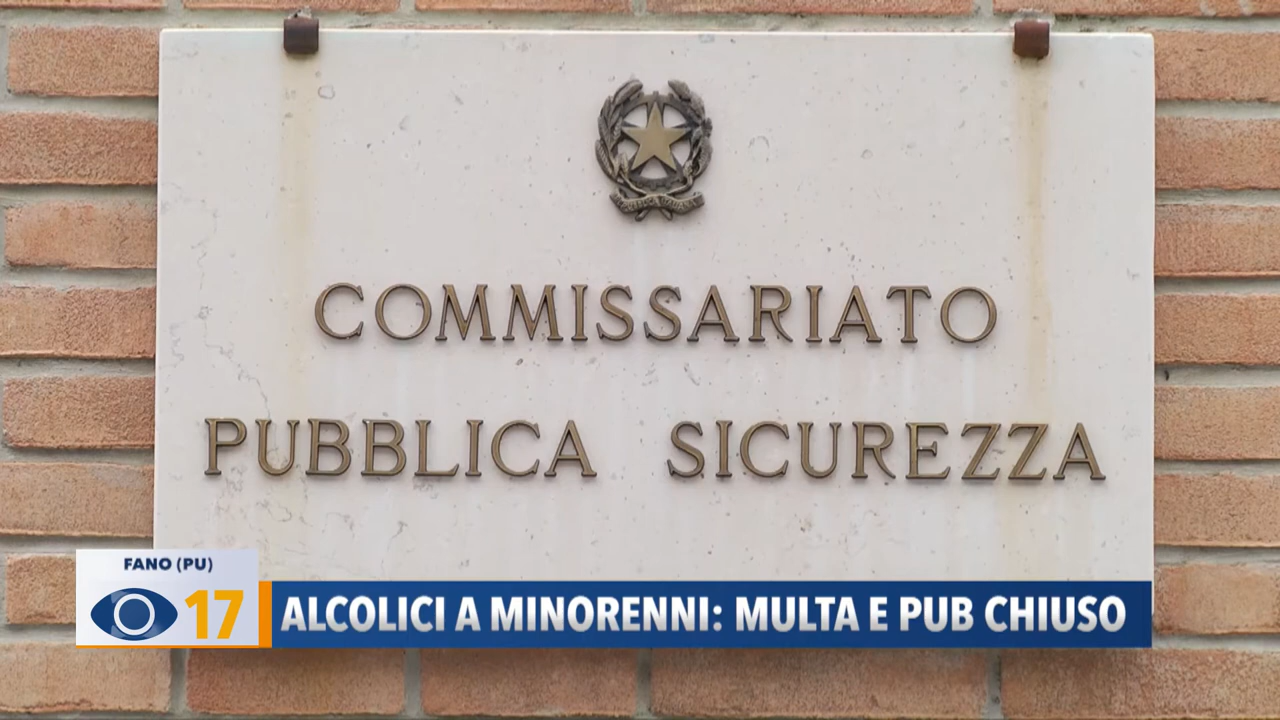 COMMISSARIATO
PUBBLICA SICUREZZA
FANO (PU)
17
ALCOLICI A MINORENNI: MULTA E PUB CHIUSO